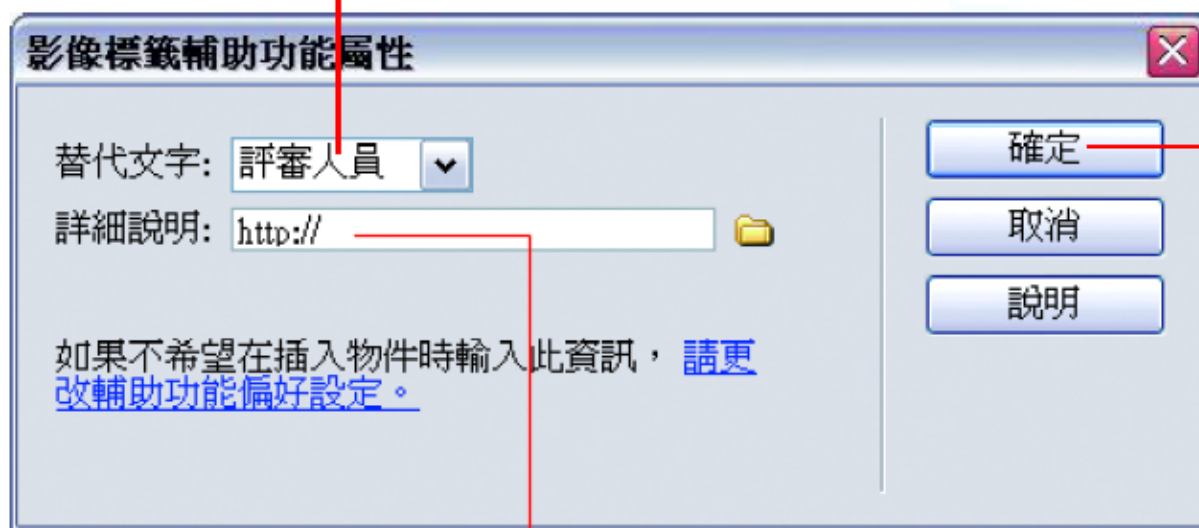 影像標籤輔助功能屬性
替代文字: 評審人員
確定
詳細說明: http://
取消
說明
如果不希望在插入物件時輸入此資訊， 請更
改輔助功能偏好設定。